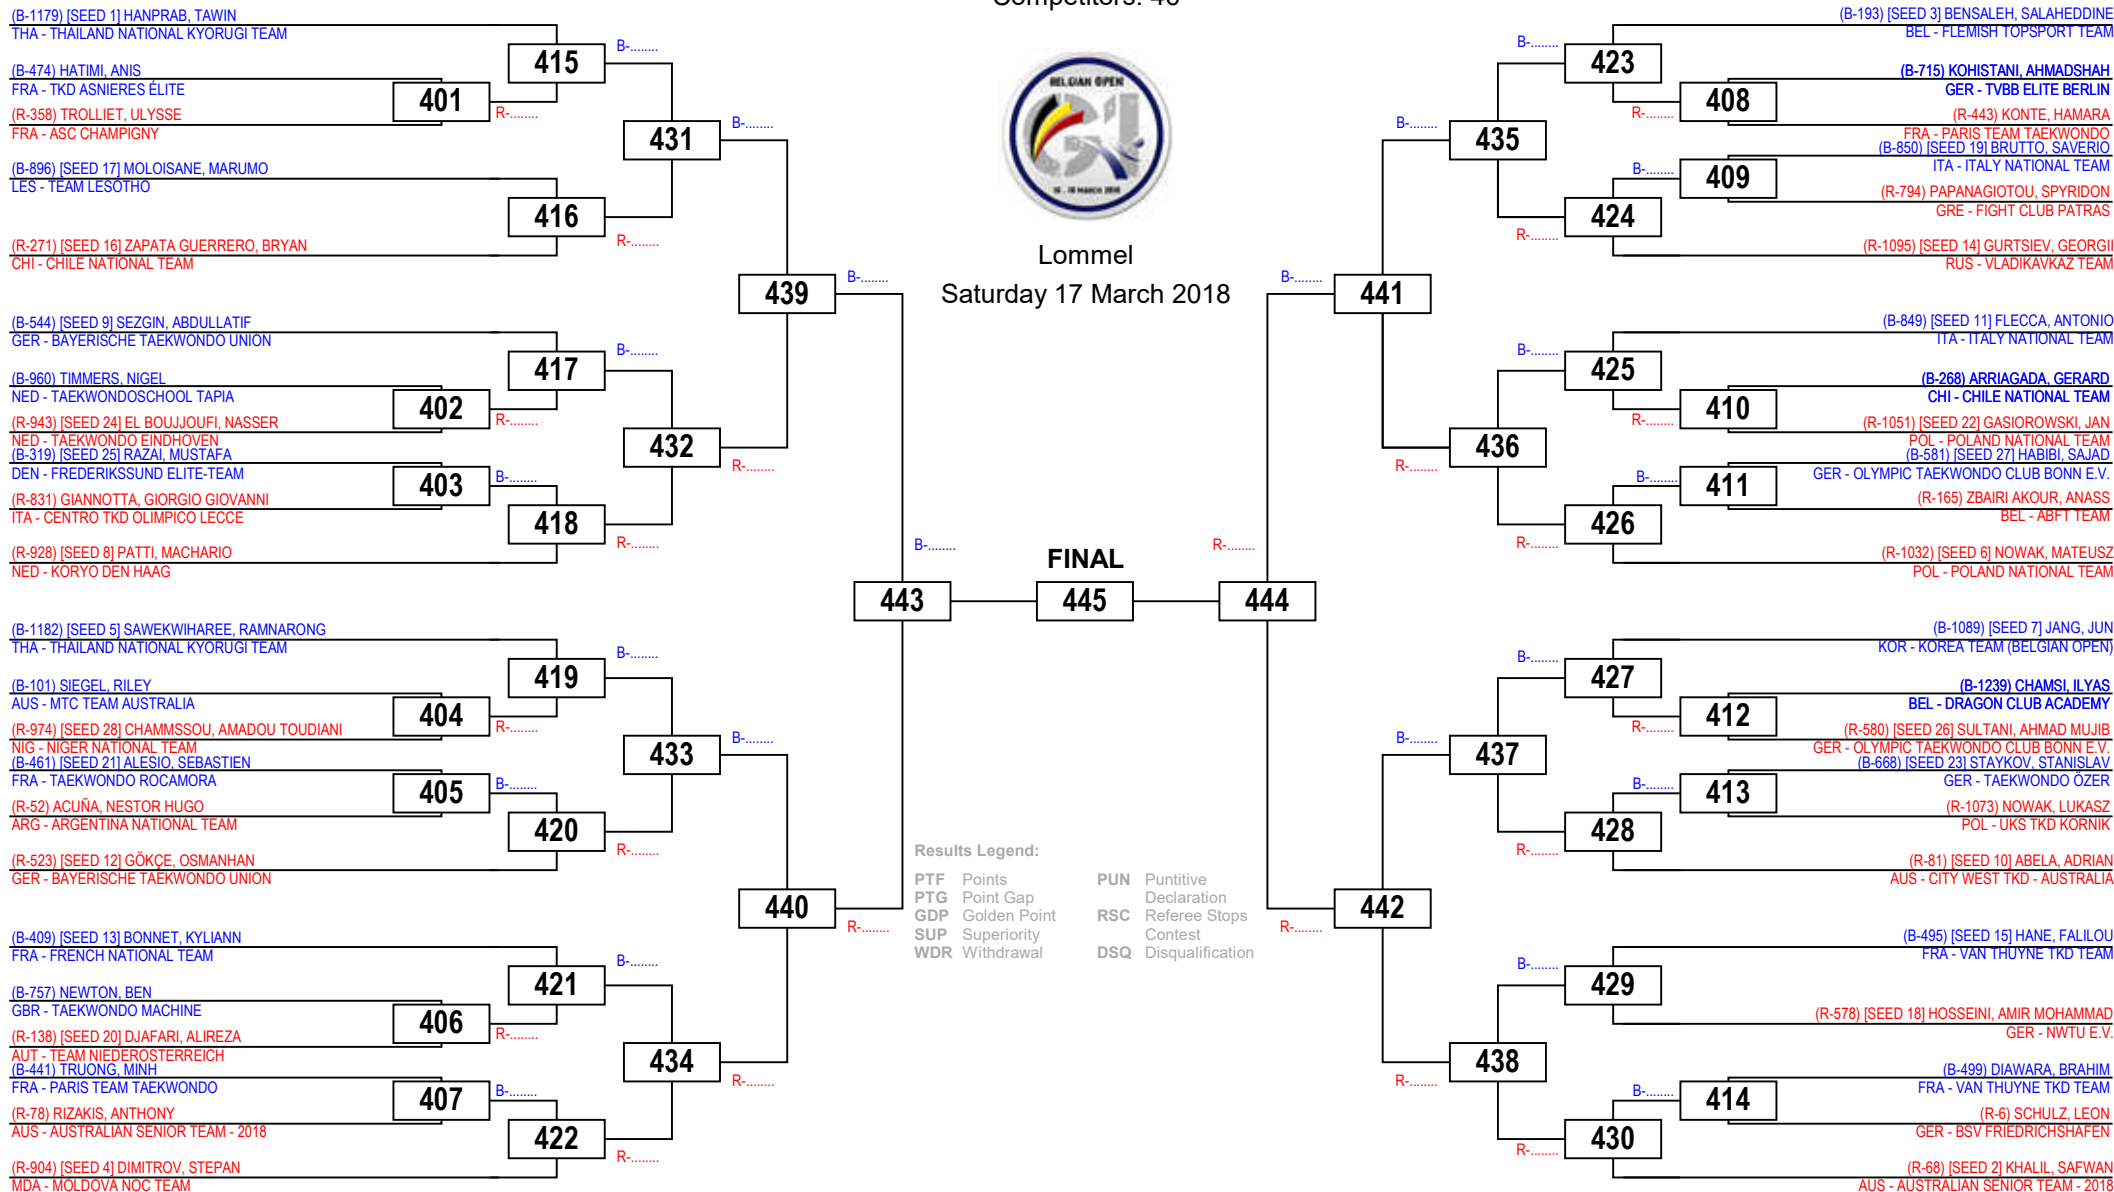 Competitors: 46
(B-1179) [SEED 1] HANPRAB, TAWIN
THA - THAILAND NATIONAL KYORUGI TEAM
415
B-........
(B-474) HATIMI, ANIS
FRA - TKD ASNIERES ÉLITE
401
R-........
(R-358) TROLLIET, ULYSSE
FRA - ASC CHAMPIGNY
431
B-........
(B-896) [SEED 17] MOLOISANE, MARUMO
LES - TEAM LESOTHO
416
R-........
(R-271) [SEED 16] ZAPATA GUERRERO, BRYAN
CHI - CHILE NATIONAL TEAM
439
B-........
(B-544) [SEED 9] SEZGIN, ABDULLATIF
GER - BAYERISCHE TAEKWONDO UNION
417
B-........
(B-960) TIMMERS, NIGEL
NED - TAEKWONDOSCHOOL TAPIA
402
R-........
(R-943) [SEED 24] EL BOUJJOUFI, NASSER
NED - TAEKWONDO EINDHOVEN
432
R-........
(B-319) [SEED 25] RAZAI, MUSTAFA
DEN - FREDERIKSSUND ELITE-TEAM
403
B-........
(R-831) GIANNOTTA, GIORGIO GIOVANNI
ITA - CENTRO TKD OLIMPICO LECCE
418
R-........
(R-928) [SEED 8] PATTI, MACHARIO
NED - KORYO DEN HAAG
443
B-........
(B-1182) [SEED 5] SAWEKWIHAREE, RAMNARONG
THA - THAILAND NATIONAL KYORUGI TEAM
419
B-........
(B-101) SIEGEL, RILEY
AUS - MTC TEAM AUSTRALIA
404
R-........
(R-974) [SEED 28] CHAMMSSOU, AMADOU TOUDIANI
NIG - NIGER NATIONAL TEAM
433
B-........
(B-461) [SEED 21] ALESIO, SEBASTIEN
FRA - TAEKWONDO ROCAMORA
405
B-........
(R-52) ACUÑA, NESTOR HUGO
ARG - ARGENTINA NATIONAL TEAM
420
R-........
(R-523) [SEED 12] GÖKÇE, OSMANHAN
GER - BAYERISCHE TAEKWONDO UNION
440
R-........
(B-409) [SEED 13] BONNET, KYLIANN
FRA - FRENCH NATIONAL TEAM
421
B-........
(B-757) NEWTON, BEN
GBR - TAEKWONDO MACHINE
406
R-........
(R-138) [SEED 20] DJAFARI, ALIREZA
AUT - TEAM NIEDEROSTERREICH
434
R-........
(B-441) TRUONG, MINH
FRA - PARIS TEAM TAEKWONDO
407
B-........
(R-78) RIZAKIS, ANTHONY
AUS - AUSTRALIAN SENIOR TEAM - 2018
422
R-........
(R-904) [SEED 4] DIMITROV, STEPAN
MDA - MOLDOVA NOC TEAM
BELGIAN OPEN
Lommel
Saturday 17 March 2018
FINAL
445
Results Legend:
PTF Points
PTG Point Gap
GDP Golden Point
SUP Superiority
WDR Withdrawal
PUN Puntitive
Declaration
RSC Referee Stops
Contest
DSQ Disqualification
(B-193) [SEED 3] BENSALEH, SALAHEDDINE
BEL - FLEMISH TOPSPORT TEAM
423
B-........
(B-715) KOHISTANI, AHMADSHAH
GER - TVBB ELITE BERLIN
408
R-........
(R-443) KONTE, HAMARA
FRA - PARIS TEAM TAEKWONDO
435
B-........
(B-850) [SEED 19] BRUTTO, SAVERIO
ITA - ITALY NATIONAL TEAM
409
B-........
(R-794) PAPANAGIOTOU, SPYRIDON
GRE - FIGHT CLUB PATRAS
424
R-........
(R-1095) [SEED 14] GURTSIEV, GEORGII
RUS - VLADIKAVKAZ TEAM
441
B-........
(B-849) [SEED 11] FLECCA, ANTONIO
ITA - ITALY NATIONAL TEAM
425
B-........
(B-268) ARRIAGADA, GERARD
CHI - CHILE NATIONAL TEAM
410
R-........
(R-1051) [SEED 22] GASIOROWSKI, JAN
POL - POLAND NATIONAL TEAM
436
R-........
(B-581) [SEED 27] HABIBI, SAJAD
GER - OLYMPIC TAEKWONDO CLUB BONN E.V.
411
B-........
(R-165) ZBAIRI AKOUR, ANASS
BEL - ABFT TEAM
426
R-........
(R-1032) [SEED 6] NOWAK, MATEUSZ
POL - POLAND NATIONAL TEAM
444
R-........
(B-1089) [SEED 7] JANG, JUN
KOR - KOREA TEAM (BELGIAN OPEN)
427
B-........
(B-1239) CHAMSI, ILYAS
BEL - DRAGON CLUB ACADEMY
412
R-........
(R-580) [SEED 26] SULTANI, AHMAD MUJIB
GER - OLYMPIC TAEKWONDO CLUB BONN E.V.
437
B-........
(B-668) [SEED 23] STAYKOV, STANISLAV
GER - TAEKWONDO ÖZER
413
B-........
(R-1073) NOWAK, LUKASZ
POL - UKS TKD KORNIK
428
R-........
(R-81) [SEED 10] ABELA, ADRIAN
AUS - CITY WEST TKD - AUSTRALIA
442
R-........
(B-495) [SEED 15] HANE, FALILOU
FRA - VAN THUYNE TKD TEAM
429
B-........
(R-578) [SEED 18] HOSSEINI, AMIR MOHAMMAD
GER - NWTU E.V.
438
R-........
(B-499) DIAWARA, BRAHIM
FRA - VAN THUYNE TKD TEAM
414
B-........
(R-6) SCHULZ, LEON
GER - BSV FRIEDRICHSHAFEN
430
R-........
(R-68) [SEED 2] KHALIL, SAFWAN
AUS - AUSTRALIAN SENIOR TEAM - 2018